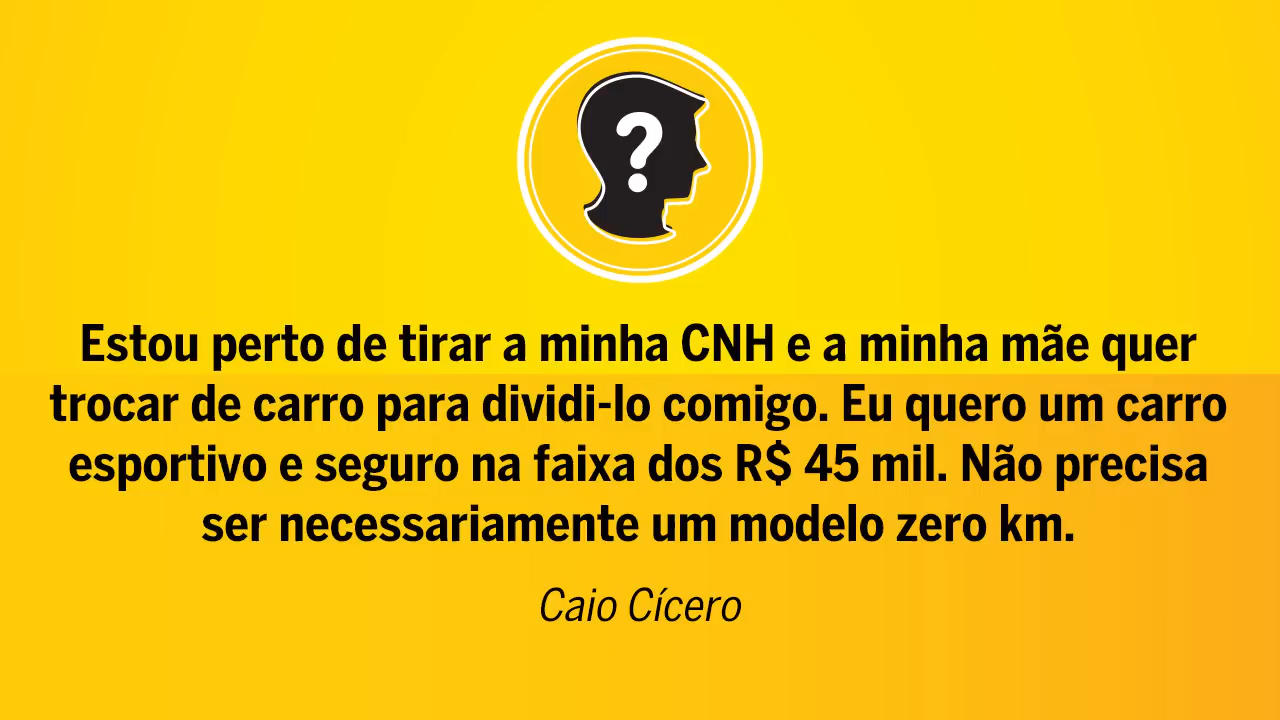 ?
Estou perto de tirar a minha CNH e a minha mãe quer
trocar de carro para dividi-lo comigo. Eu quero um carro
esportivo e seguro na faixa dos R$ 45 mil. Não precisa
ser necessariamente um modelo zero km.
Caio Cícero